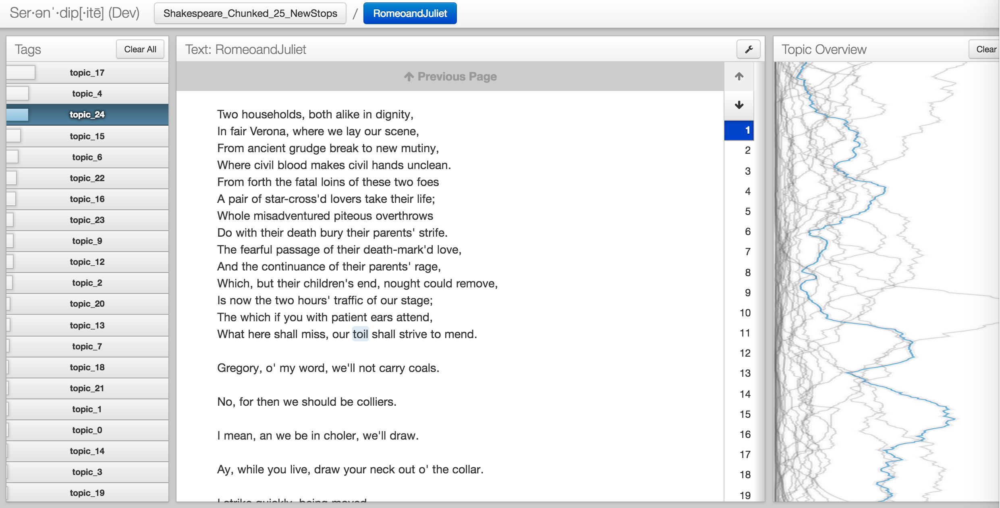 Ser·ən'·dip[·itē] (Dev)
Shakespeare_Chunked_25_NewStops / RomeoandJuliet
Tags
Clear All
topic_17
topic_4
topic_24
topic_15
topic_6
topic_22
topic_16
topic_23
topic_9
topic_12
topic_2
topic_20
topic_13
topic_7
topic_18
topic_21
topic_1
topic_0
topic_14
topic_3
topic_19
Text: RomeoandJuliet
Previous Page
Two households, both alike in dignity,
In fair Verona, where we lay our scene,
From ancient grudge break to new mutiny,
Where civil blood makes civil hands unclean.
From forth the fatal loins of these two foes
A pair of star-cross'd lovers take their life;
Whole misadventured piteous overthrows
Do with their death bury their parents' strife.
The fearful passage of their death-mark'd love,
And the continuance of their parents' rage,
Which, but their children's end, nought could remove,
Is now the two hours' traffic of our stage;
The which if you with patient ears attend,
What here shall miss, our toil shall strive to mend.
Gregory, o' my word, we'll not carry coals.
No, for then we should be colliers.
I mean, an we be in choler, we'll draw.
Ay, while you live, draw your neck out o' the collar.
I strike quickly, being moved
1
2
3
4
5
6
7
8
9
10
11
12
13
14
15
16
17
18
19
Topic Overview
Clear